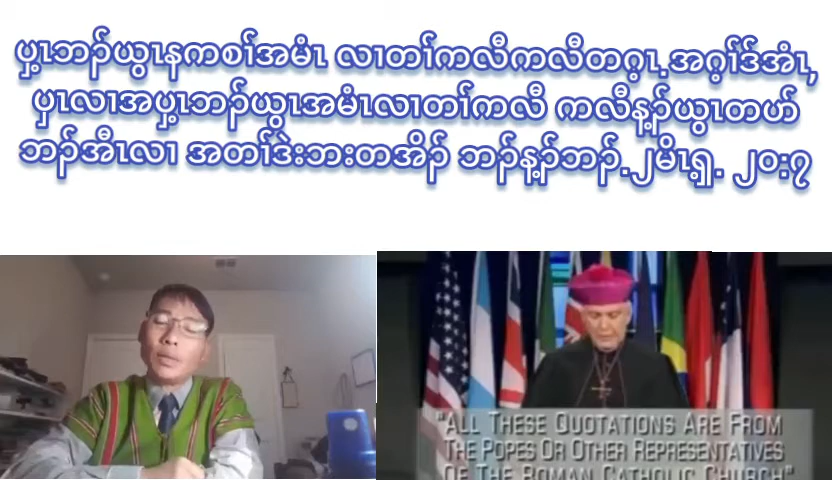 ပှၤဘၣ်ယွၤနကစၢ်အမံၤ လၢတၢ်ကလီကလီတဂ့ၤ.အဂ့ၢ်ဒ်အံၤ,
ပှၤလၢအပှၤဘၣ်ယွၤအမံၤလၢတၢ်ကလီ ကလီန့ၣ်ယွၤတဟ်
ဘၣ်အီၤလၢ အတၢ်ဒဲးဘးတအိၣ် ဘၣ်န့ၣ်ဘၣ်.၂မိၤရှ့. ၂၀:၇
"ALL THESE QUOTATIONS ARE FROM
THE POPES OR OTHER REPRESENTATIVES
OF THE ROMAN CATHOLIC CHURCH"